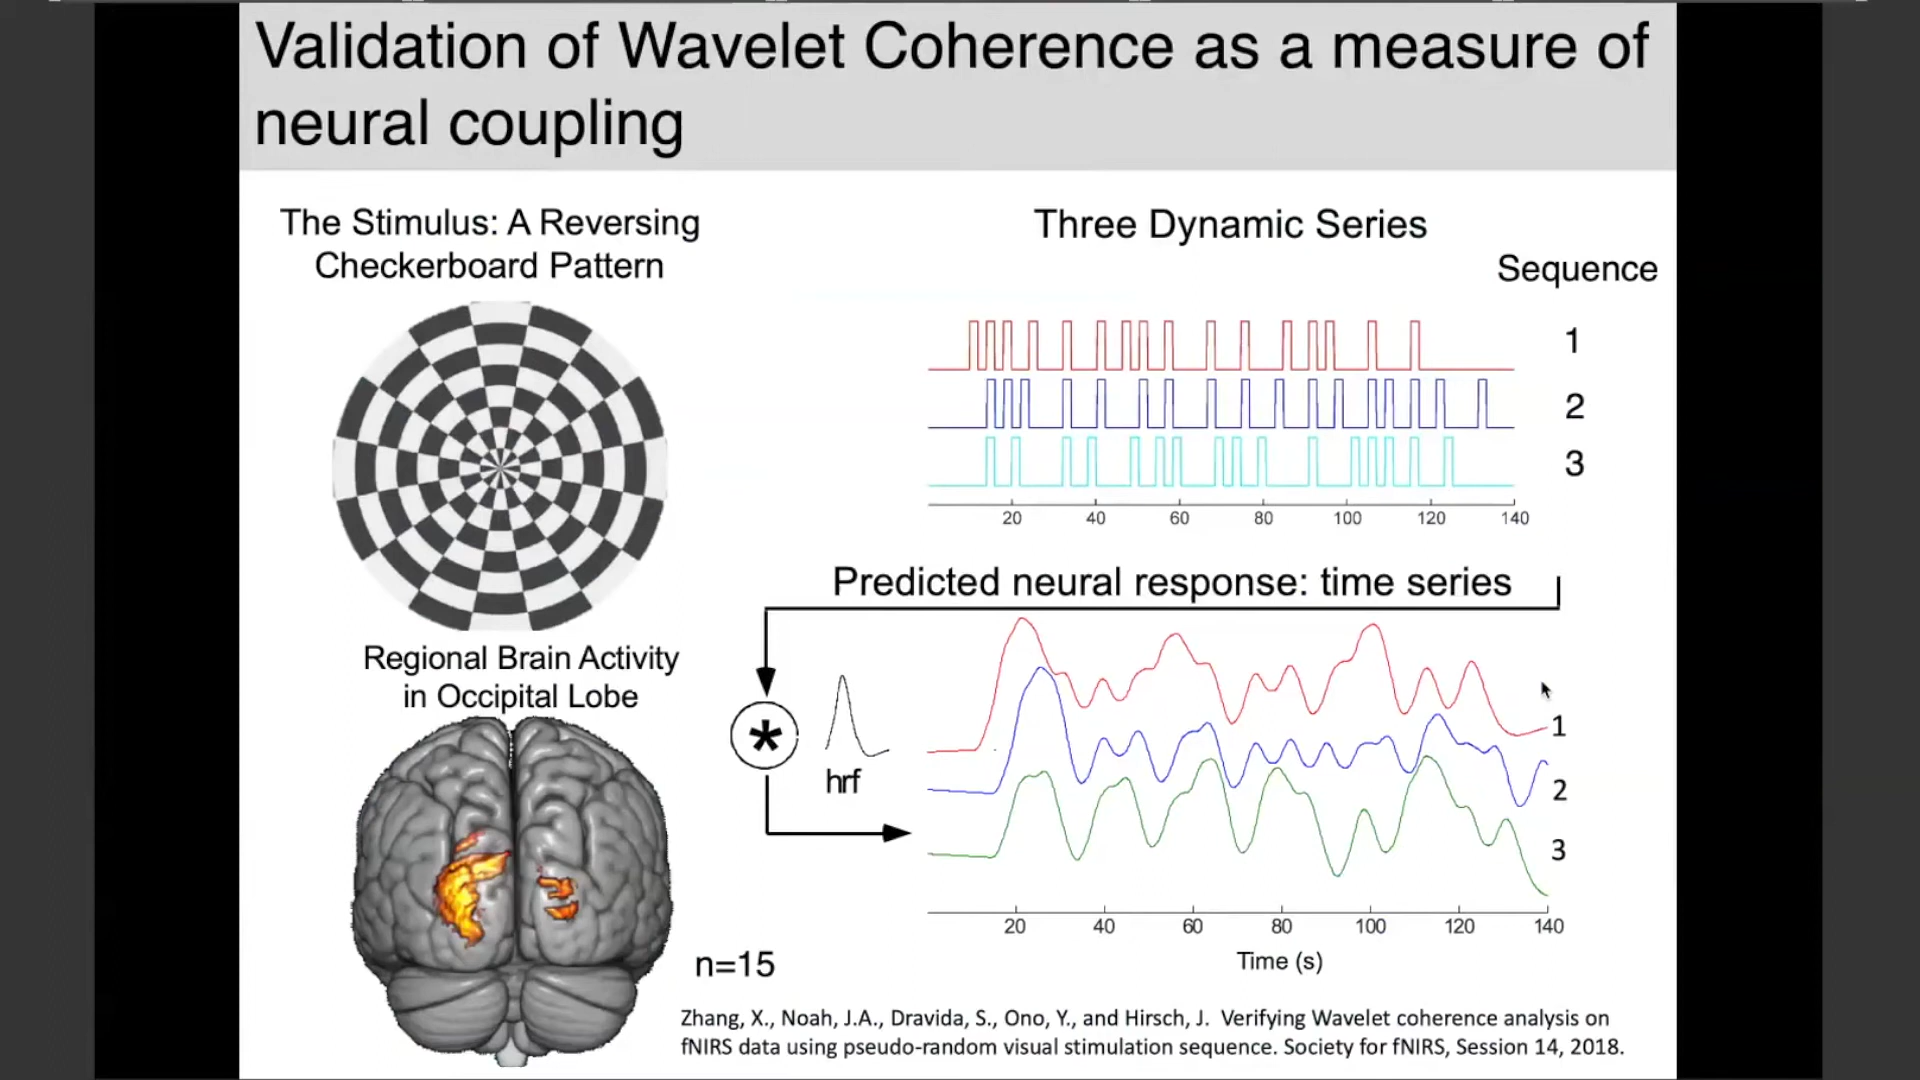 Validation of Wavelet Coherence as a measure of
neural coupling
The Stimulus: A Reversing
Checkerboard Pattern
Three Dynamic Series
Sequence
1
2
3
20 40 60 80 100 120 140
Predicted neural response: time series
Regional Brain Activity
in Occipital Lobe
*
hrf
1
2
3
20 40 60 80 100 120 140
Time (s)
n=15
Zhang, X., Noah, J.A., Dravida, S., Ono, Y., and Hirsch, J. Verifying Wavelet coherence analysis on
fNIRS data using pseudo-random visual stimulation sequence. Society for fNIRS, Session 14, 2018.